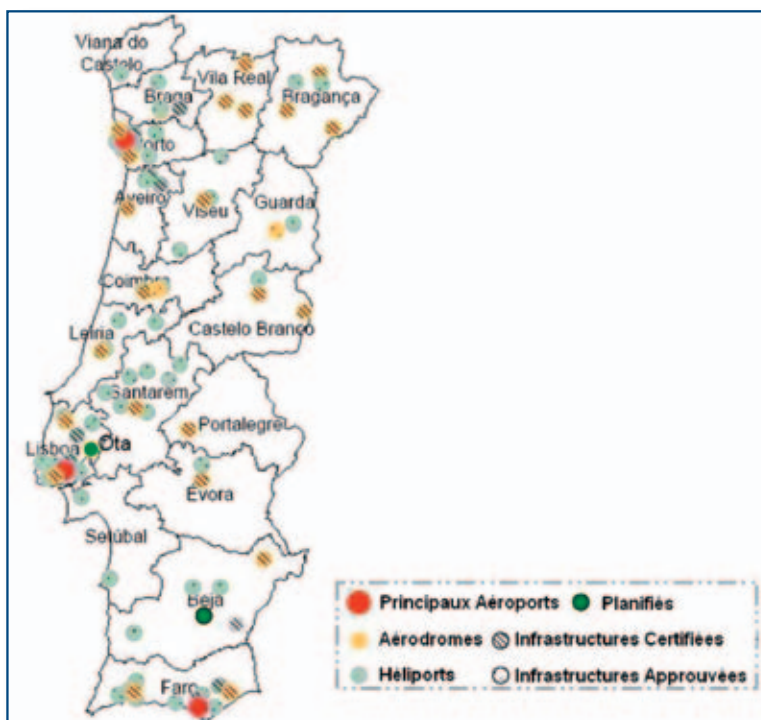 Viana do
Castelo
Braga
Vila Real
Bragança
Porto
Aveiro
Viseu
Guarda
Coimbra
Leiria
Castelo Branco
Santarem
Portalegre
Lisboa
Ota
Evora
Setúbal
Beja
Faro
Principaux Aéroports
Planifiés
Aérodromes
Infrastructures Certifiées
Héliports
Infrastructures Approuvées